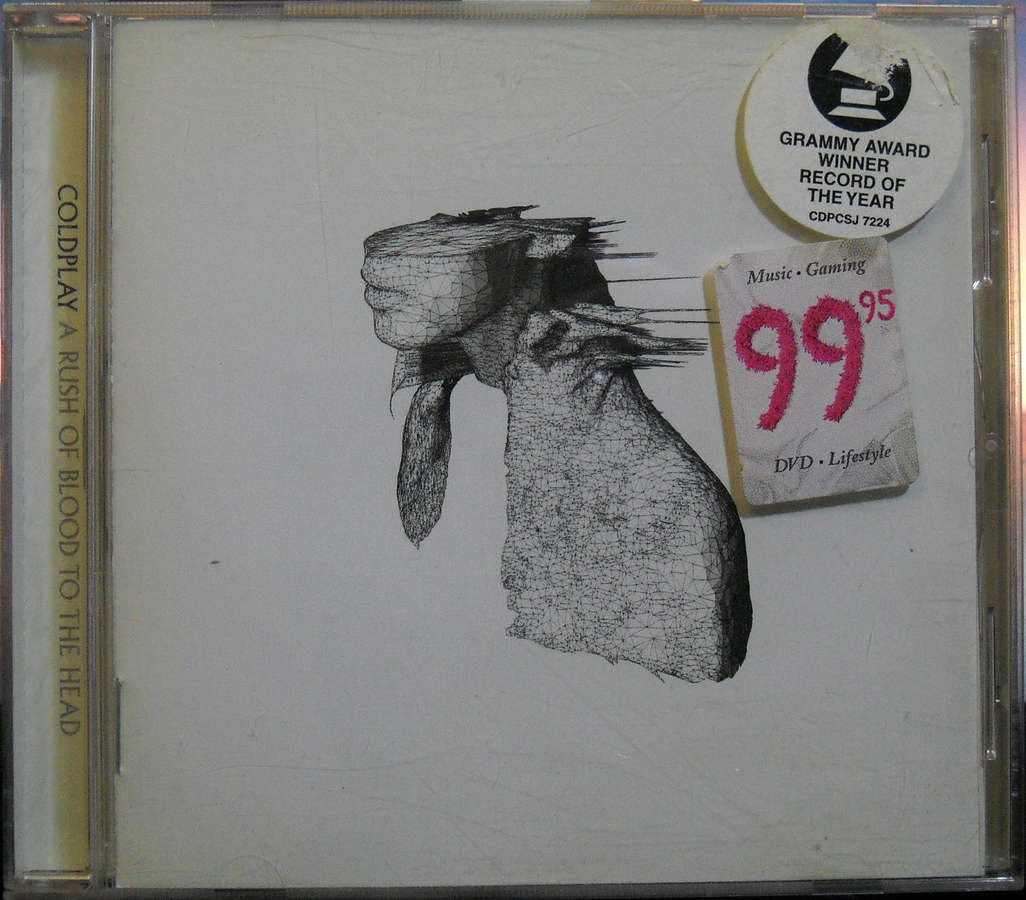 COLDPLAY A RUSH OF BLOOD TO THE HEAD
GRAMMY AWARD
WINNER
RECORD OF
THE YEAR
CDPCSJ 7224
Music • Gaming
99 95
DVD • Lifestyle